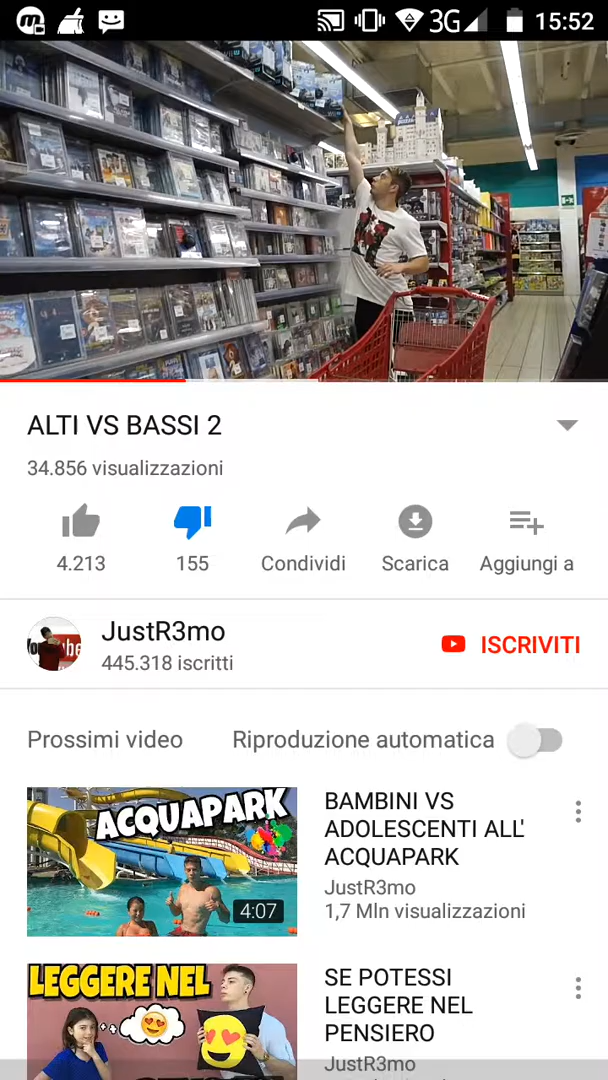 3G 15:52
ALTI VS BASSI 2
34.856 visualizzazioni
4.213
155
Condividi
Scarica
Aggiungi a
JustR3mo
445.318 iscritti
ISCRIVITI
Prossimi video
Riproduzione automatica
ACQUAPARK
4:07
BAMBINI VS
ADOLESCENTI ALL'
ACQUAPARK
JustR3mo
1,7 Mln visualizzazioni
LEGGERE NEL
SE POTESSI
LEGGERE NEL
PENSIERO
JustR3mo